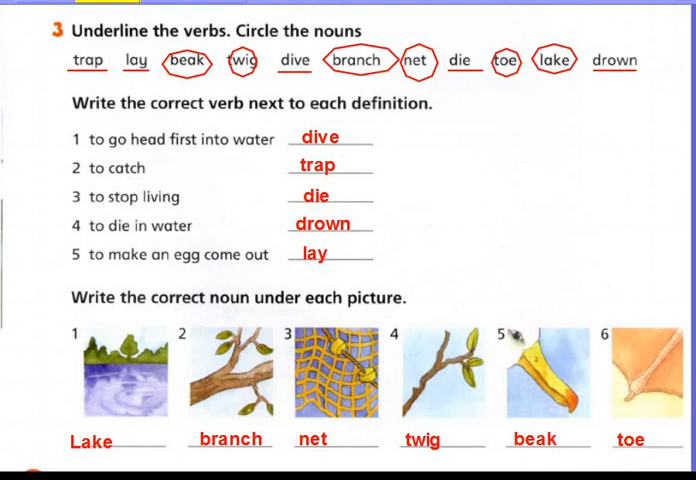 3 Underline the verbs. Circle the nouns
trap lay beak twig dive branch net die toe lake drown
Write the correct verb next to each definition.
1 to go head first into water dive
2 to catch trap
3 to stop living die
4 to die in water drown
5 to make an egg come out lay
Write the correct noun under each picture.
1 2 3 4 5 6
Lake branch net twig beak toe